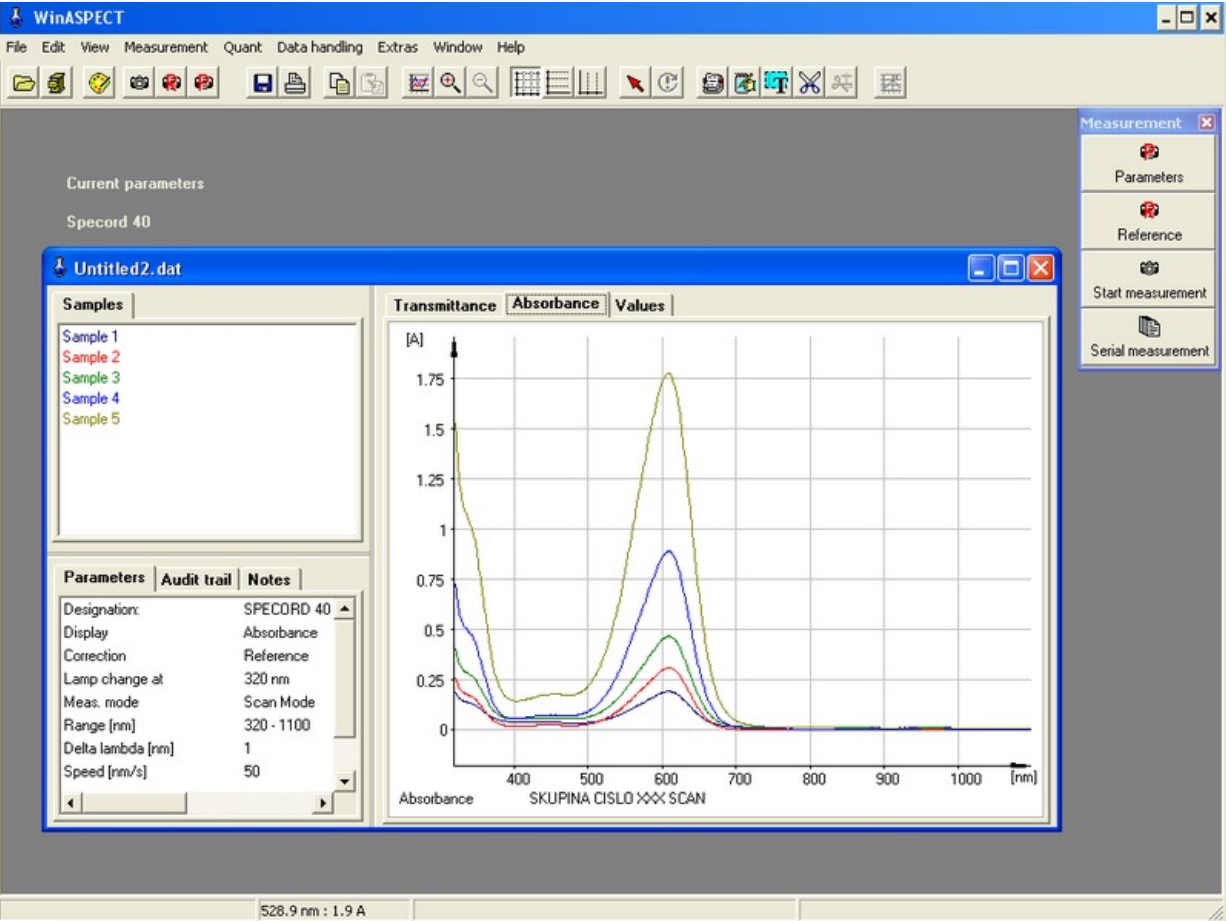 WinASPECT
File Edit View Measurement Quant Data handling Extras Window Help
Current parameters
Specord 40
Measurement
Parameters
Reference
Start measurement
Serial measurement
Untitled2.dat
Samples
Sample 1
Sample 2
Sample 3
Sample 4
Sample 5
Parameters Audit trail Notes
Designation: SPECORD 40
Display Absorbance
Correction Reference
Lamp change at 320 nm
Meas. mode Scan Mode
Range [nm] 320 - 1100
Delta lambda [nm] 1
Speed [nm/s] 50
Transmittance Absorbance Values
[A]
1.75
1.5
1.25
1
0.75
0.5
0.25
0
400 500 600 700 800 900 1000 [nm]
Absorbance SKUPINA CISLO XXX SCAN
528.9 nm : 1.9 A